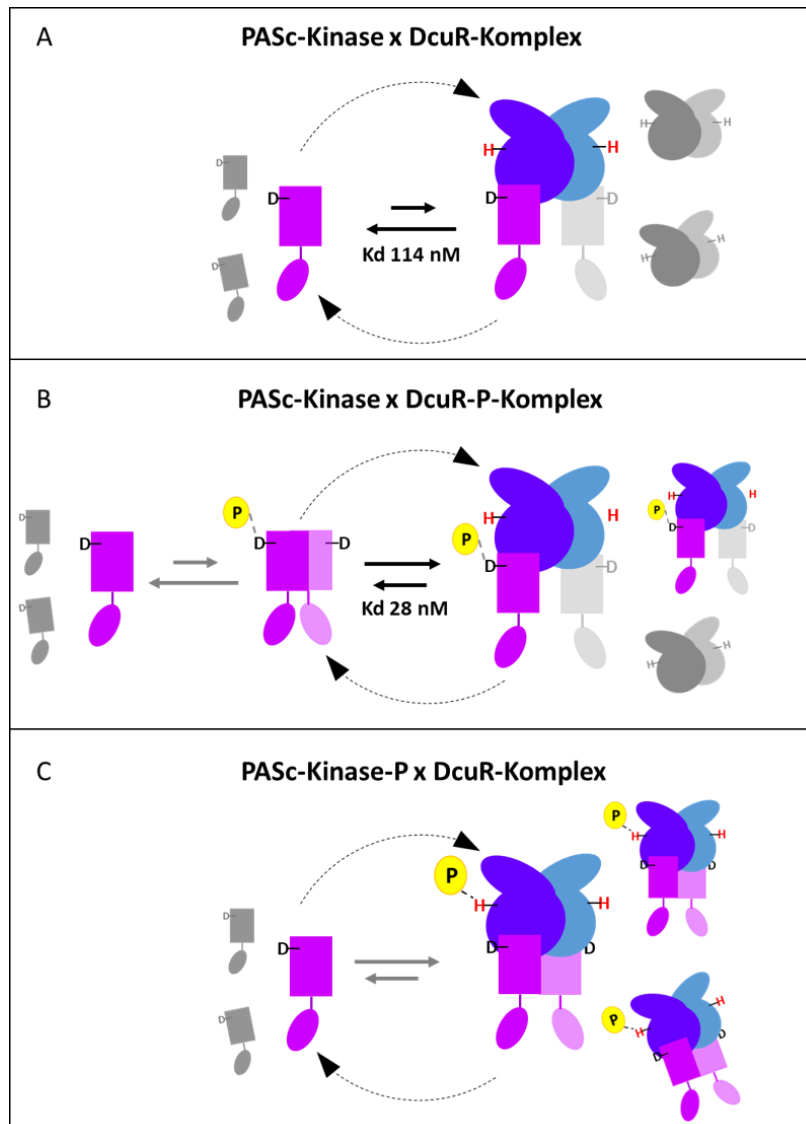 A
PASc-Kinase x DcuR-Komplex
D
D
D
Kd 114 nM
H
H
D
H
H
H
H
B
PASc-Kinase x DcuR-P-Komplex
D
D
D
P
D
D
Kd 28 nM
P
H
H
D
D
P
H
H
D
D
H
H
C
PASc-Kinase-P x DcuR-Komplex
D
D
D
P
H
H
D
D
P
H
H
D
D
P
H
H
D
D